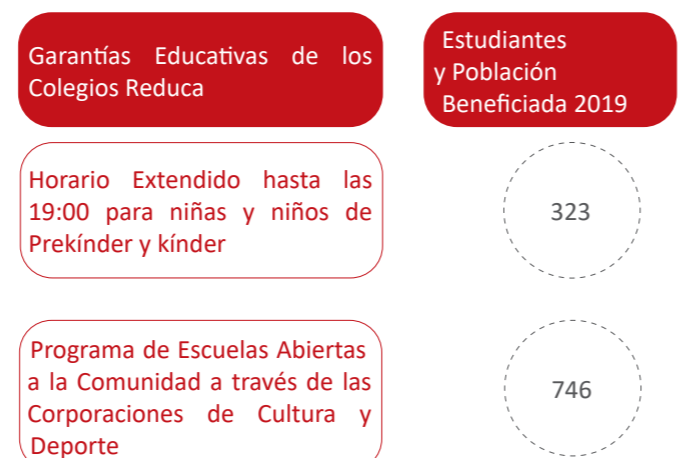 Garantías Educativas de los
Colegios Reduca
Estudiantes
y Población
Beneficiada 2019
Horario Extendido hasta las
19:00 para niñas y niños de
Prekínder y kínder
323
Programa de Escuelas Abiertas
a la Comunidad a través de las
Corporaciones de Cultura y
Deporte
746